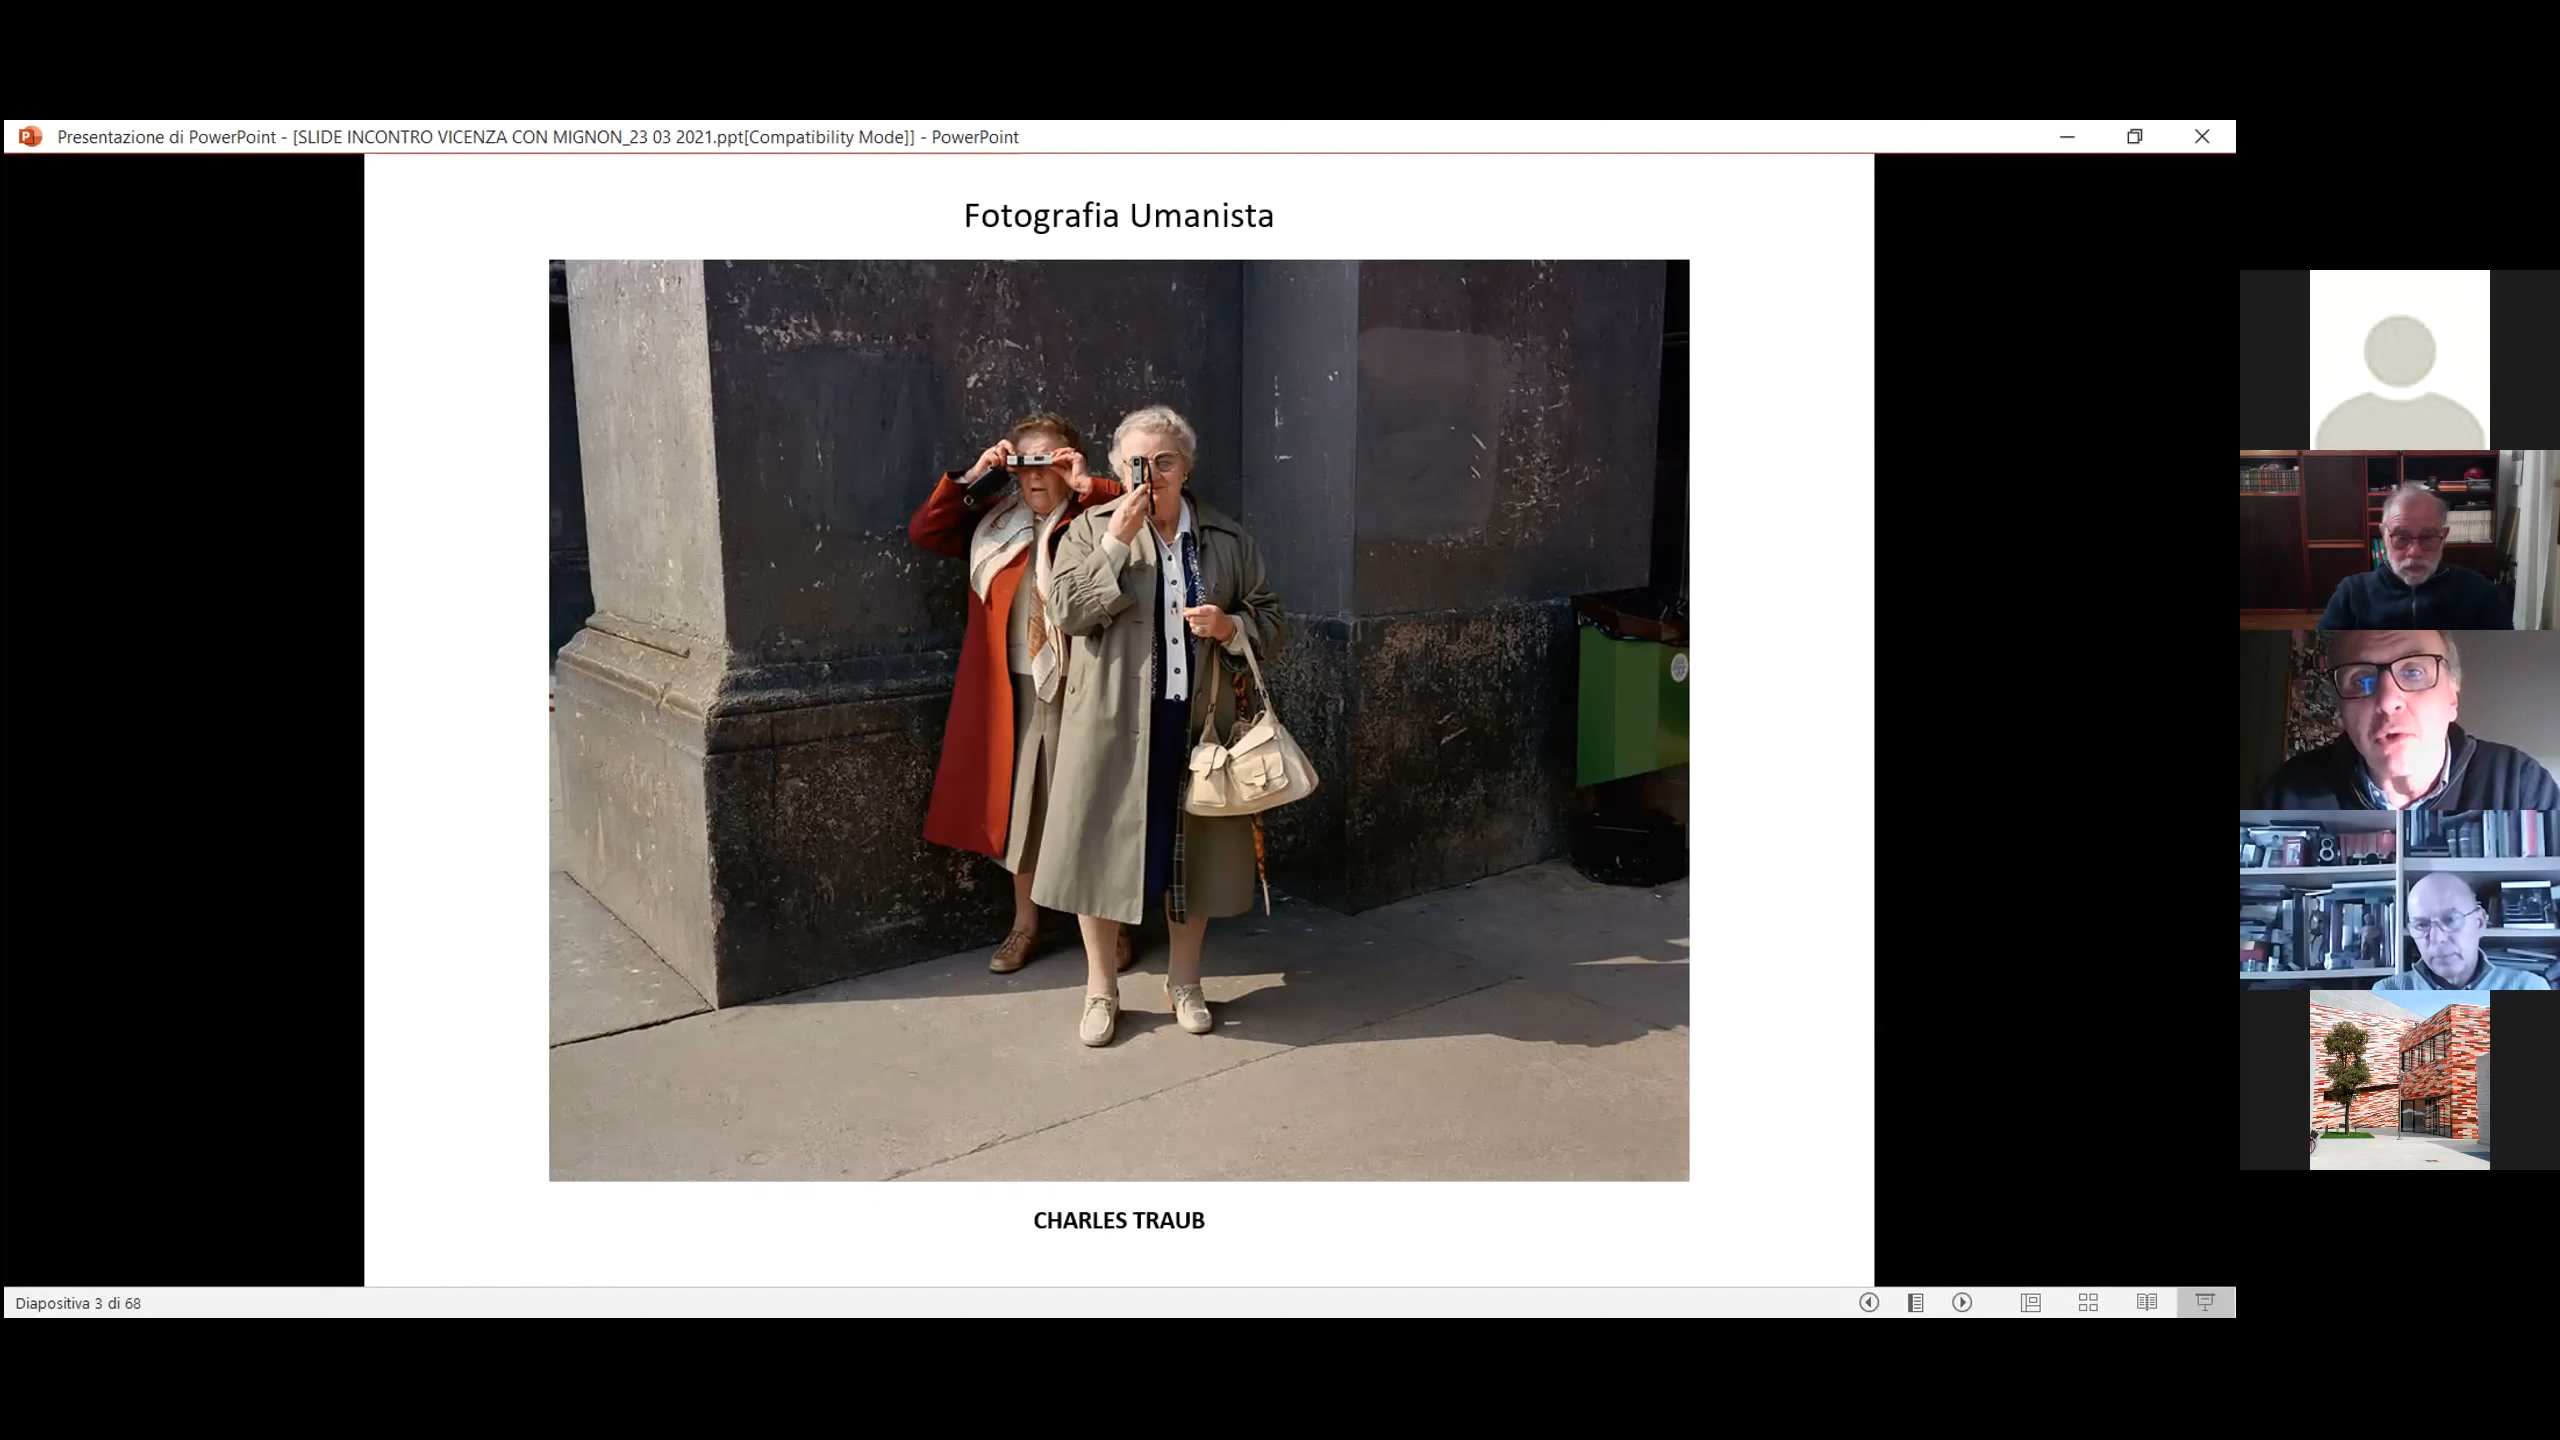 Presentazione di PowerPoint - [SLIDE INCONTRO VICENZA CON MIGNON_23 03 2021.ppt[Compatibility Mode]] - PowerPoint
Fotografia Umanista
CHARLES TRAUB
Diapositiva 3 di 68